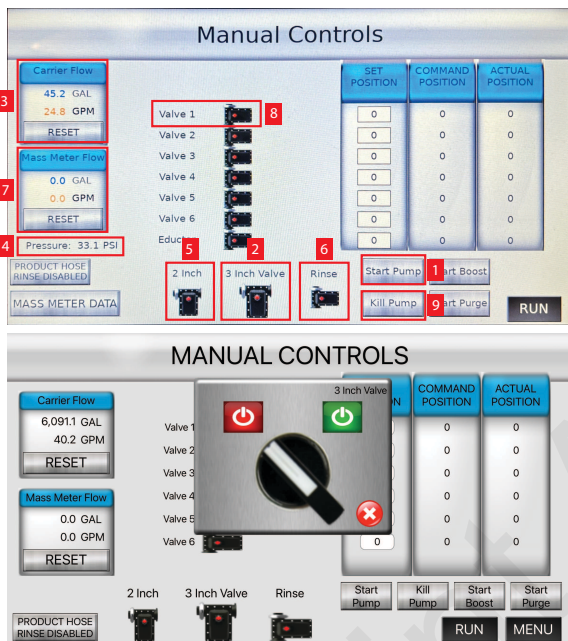 Manual Controls
Carrier Flow
3
45.2 GAL
24.8 GPM
RESET
Mass Meter Flow
7
0.0 GAL
0.0 GPM
RESET
4
Pressure: 33.1 PSI
PRODUCT HOSE
RINSE DISABLED
MASS METER DATA
Valve 1
8
Valve 2
Valve 3
Valve 4
Valve 5
Valve 6
5
2
6
2 Inch
3 Inch Valve
Rinse
SET
POSITION
COMMAND
POSITION
ACTUAL
POSITION
0 0 0
0 0 0
0 0 0
0 0 0
0 0 0
0 0 0
0 0 0
Start Pump
1
Boost
Kill Pump
9
Purge
RUN
MANUAL CONTROLS
Carrier Flow
6,091.1 GAL
40.2 GPM
RESET
Mass Meter Flow
0.0 GAL
0.0 GPM
RESET
PRODUCT HOSE
RINSE DISABLED
Valve 1
Valve 2
Valve 3
Valve 4
Valve 5
Valve 6
3 Inch Valve
COMMAND
POSITION
ACTUAL
POSITION
0 0
0 0
0 0
0 0
0 0
0 0 0
2 Inch
3 Inch Valve
Rinse
Start
Pump
Kill
Pump
Start
Boost
Start
Purge
RUN
MENU